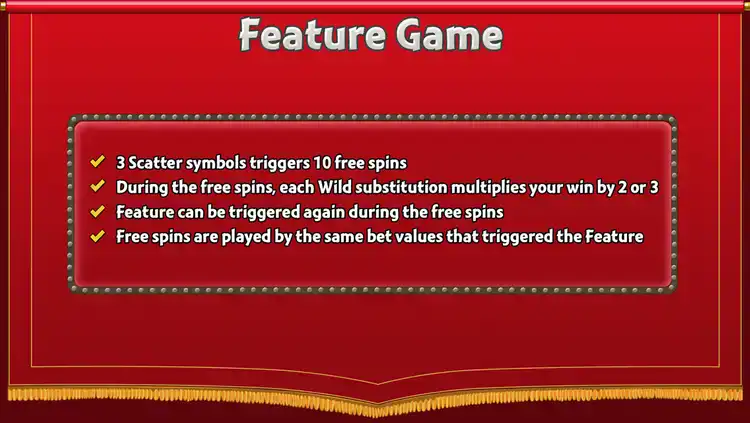 Feature Game
3 Scatter symbols triggers 10 free spins
During the free spins, each Wild substitution multiplies your win by 2 or 3
Feature can be triggered again during the free spins
Free spins are played by the same bet values that triggered the Feature